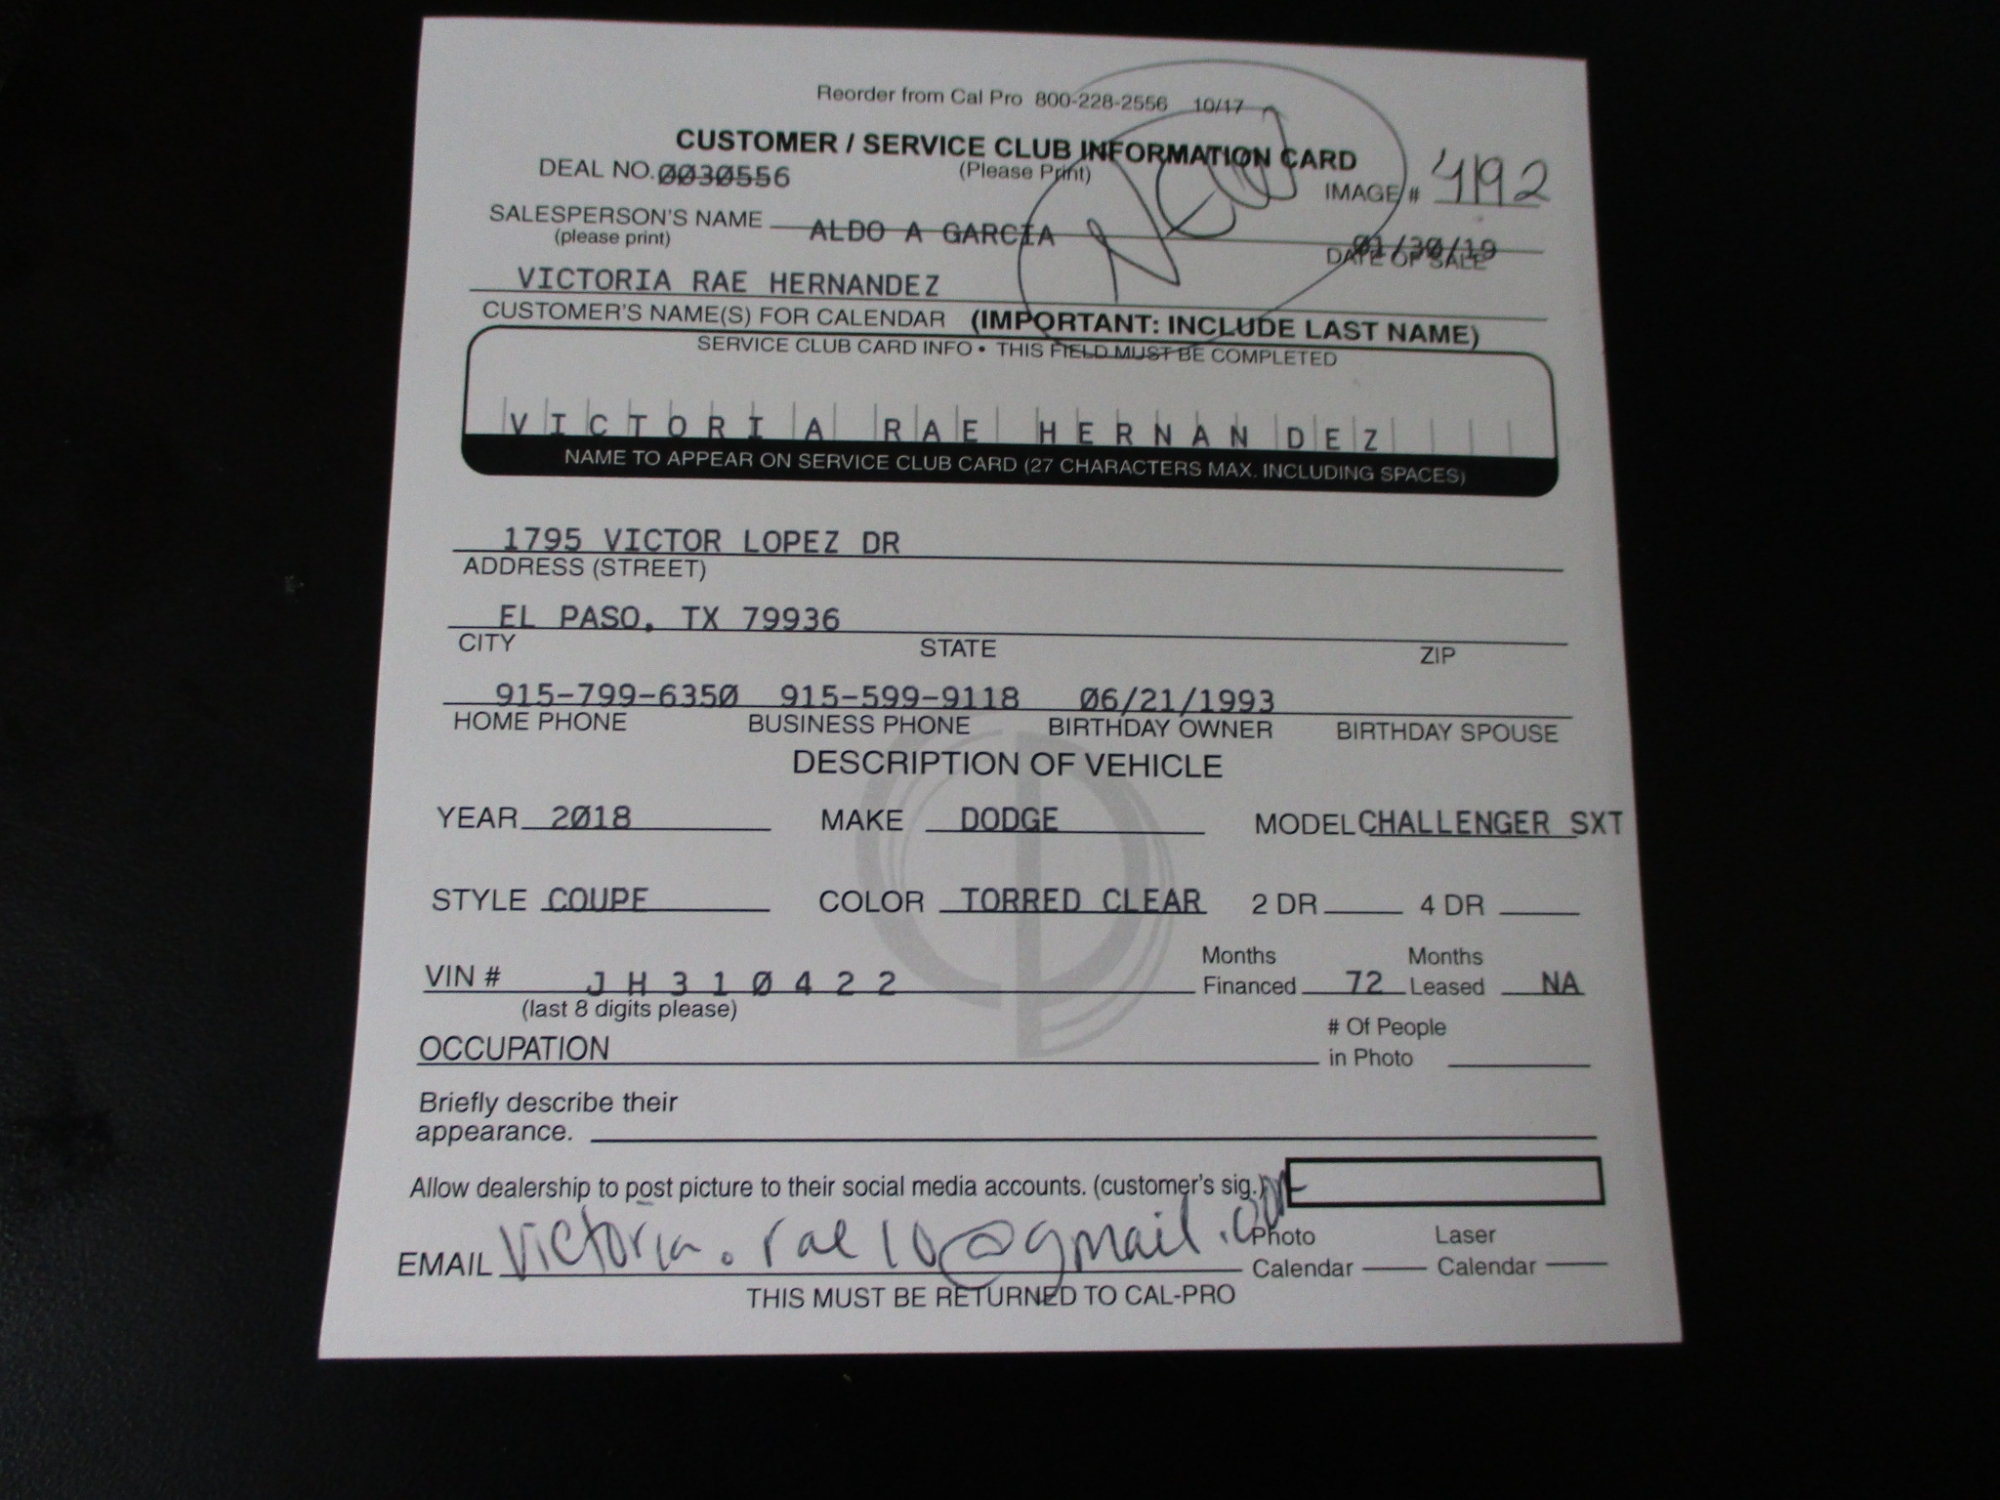 Reorder from Cal Pro 800-228-2556 10/17
CUSTOMER / SERVICE CLUB INFORMATION CARD
DEAL NO. 0030556 (Please Print)
IMAGE # 4192
New
SALESPERSON'S NAME ALDO A GARCIA 01/30/19
(please print) DATE OF SALE
VICTORIA RAE HERNANDEZ
CUSTOMER'S NAME(S) FOR CALENDAR (IMPORTANT: INCLUDE LAST NAME)
SERVICE CLUB CARD INFO • THIS FIELD MUST BE COMPLETED
VICTORIA RAE HERNANDEZ
NAME TO APPEAR ON SERVICE CLUB CARD (27 CHARACTERS MAX. INCLUDING SPACES)
1795 VICTOR LOPEZ DR
ADDRESS (STREET)
EL PASO, TX 79936
CITY STATE ZIP
915-799-6350 915-599-9118 06/21/1993
HOME PHONE BUSINESS PHONE BIRTHDAY OWNER BIRTHDAY SPOUSE
DESCRIPTION OF VEHICLE
YEAR 2018 MAKE DODGE MODEL CHALLENGER SXT
STYLE COUPE COLOR TORRED CLEAR 2 DR 4 DR
Months Months
VIN # JH310422 Financed 72 Leased NA
(last 8 digits please)
# Of People
OCCUPATION in Photo
Briefly describe their
appearance.
Allow dealership to post picture to their social media accounts. (customer's sig.)
EMAIL victoria.rae10@gmail.com Photo Laser
Calendar Calendar
THIS MUST BE RETURNED TO CAL-PRO